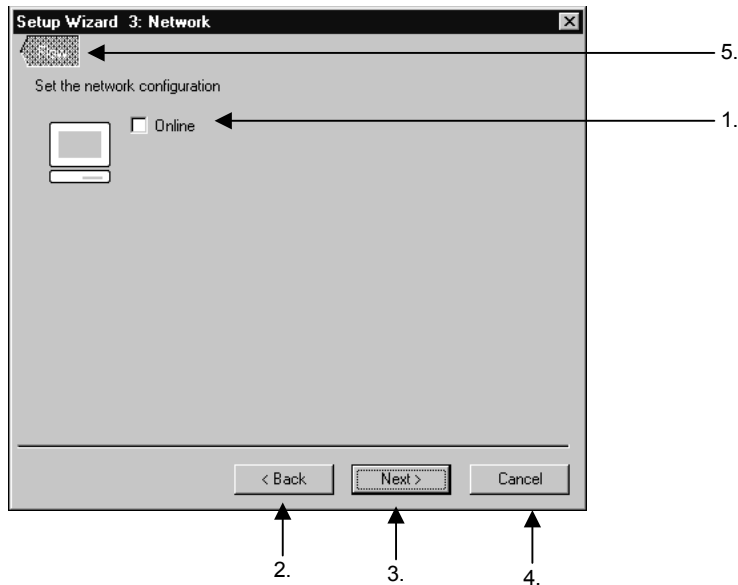 Setup Wizard 3: Network
5.
Set the network configuration
Online
1.
< Back
Next >
Cancel
2.
3.
4.